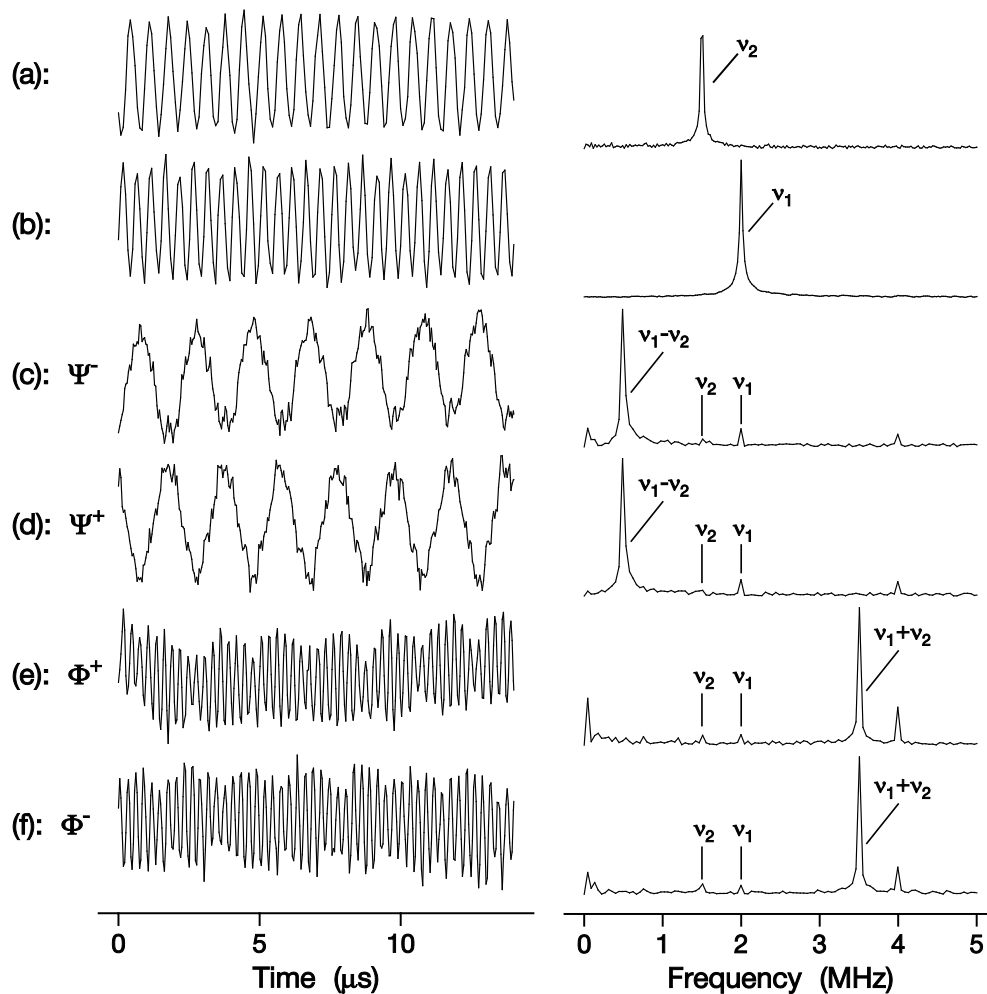 (a):
ν2
(b):
ν1
(c): Ψ-
ν1-ν2
ν2 ν1
(d): Ψ+
ν1-ν2
ν2 ν1
(e): Φ+
ν1+ν2
ν2 ν1
(f): Φ-
ν1+ν2
ν2 ν1
0 5 10
0 1 2 3 4 5
Time (μs)
Frequency (MHz)